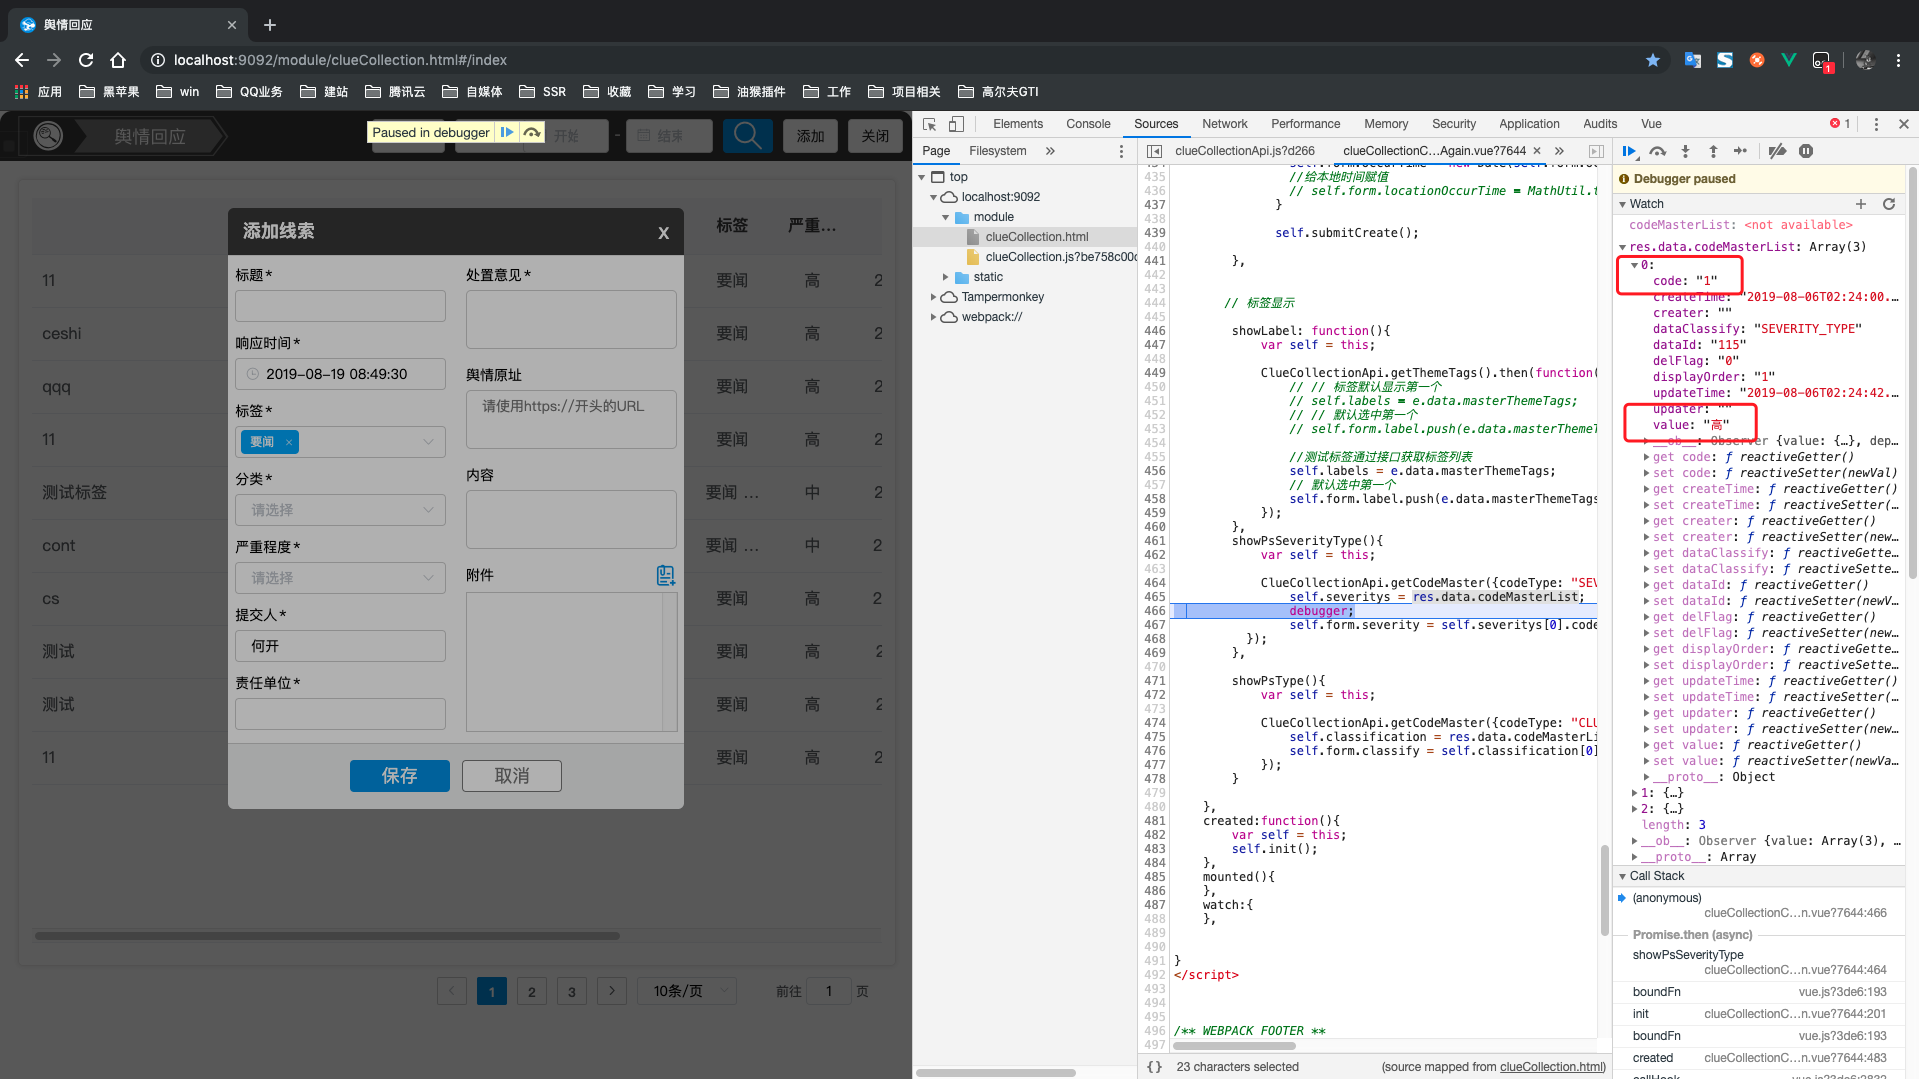 舆情回应
localhost:9092/module/clueCollection.html#/index
应用
黑苹果
win
QQ业务
建站
腾讯云
自媒体
SSR
收藏
学习
油猴插件
工作
项目相关
高尔夫GTI
舆情回应
Paused in debugger
开始
-
结束
添加
关闭
标签
严重...
11
要闻
高
2
ceshi
要闻
高
2
qqq
要闻
高
2
11
要闻
高
2
测试标签
要闻 ...
中
2
cont
要闻 ...
中
2
cs
要闻
高
2
测试
要闻
高
2
测试
要闻
高
2
11
要闻
高
2
添加线索
X
标题*
响应时间*
2019-08-19 08:49:30
标签*
要闻 ×
分类*
请选择
严重程度*
请选择
提交人*
何开
责任单位*
处置意见*
舆情原址
请使用https://开头的URL
内容
附件
保存
取消
1
2
3
10条/页
前往
1
页
Elements
Console
Sources
Network
Performance
Memory
Security
Application
Audits
Vue
1
Page
Filesystem
»
top
localhost:9092
module
clueCollection.html
clueCollection.js?be758c00
static
Tampermonkey
webpack://
clueCollectionApi.js?d266
clueCollectionC...Again.vue?7644 ×
»
435 //给本地时间赋值
436 // self.form.locationOccurTime = MathUtil.
437 }
438
439 self.submitCreate();
440
441 },
442
443
444 // 标签显示
445
446 showLabel: function(){
447 var self = this;
448
449 ClueCollectionApi.getThemeTags().then(function(
450 // // 标签默认显示第一个
451 // self.labels = e.data.masterThemeTags;
452 // // 默认选中第一个
453 // self.form.label.push(e.data.masterThemeT
454
455 //测试标签通过接口获取标签列表
456 self.labels = e.data.masterThemeTags;
457 // 默认选中第一个
458 self.form.label.push(e.data.masterThemeTags
459 });
460 },
461 showPsSeverityType(){
462 var self = this;
463
464 ClueCollectionApi.getCodeMaster({codeType: "SEV
465 self.severitys = res.data.codeMasterList;
466 debugger;
467 self.form.severity = self.severitys[0].code
468 });
469 },
470
471 showPsType(){
472 var self = this;
473
474 ClueCollectionApi.getCodeMaster({codeType: "CLU
475 self.classification = res.data.codeMasterLi
476 self.form.classify = self.classification[0]
477 });
478 }
479
480 },
481 created:function(){
482 var self = this;
483 self.init();
484 },
485 mounted(){
486 },
487 watch:{
488 },
489
490
491 }
492 </script>
493
494
495
496 /** WEBPACK FOOTER **
497
{} 23 characters selected
(source mapped from clueCollection.html)
Debugger paused
Watch
codeMasterList: <not available>
res.data.codeMasterList: Array(3)
0:
code: "1"
createTime: "2019-08-06T02:24:00....
creater: ""
dataClassify: "SEVERITY_TYPE"
dataId: "115"
delFlag: "0"
displayOrder: "1"
updateTime: "2019-08-06T02:24:42....
updater: ""
value: "高"
__ob__: Observer {value: {…}, dep…
get code: ƒ reactiveGetter()
set code: ƒ reactiveSetter(newVal)
get createTime: ƒ reactiveGetter()
set createTime: ƒ reactiveSetter(…
get creater: ƒ reactiveGetter()
set creater: ƒ reactiveSetter(new…
get dataClassify: ƒ reactiveGette…
set dataClassify: ƒ reactiveSette…
get dataId: ƒ reactiveGetter()
set dataId: ƒ reactiveSetter(newV…
get delFlag: ƒ reactiveGetter()
set delFlag: ƒ reactiveSetter(new…
get displayOrder: ƒ reactiveGette…
set displayOrder: ƒ reactiveSette…
get updateTime: ƒ reactiveGetter()
set updateTime: ƒ reactiveSetter(…
get updater: ƒ reactiveGetter()
set updater: ƒ reactiveSetter(new…
get value: ƒ reactiveGetter()
set value: ƒ reactiveSetter(newVa…
__proto__: Object
1: {…}
2: {…}
length: 3
__ob__: Observer {value: Array(3), …
__proto__: Array
Call Stack
(anonymous)
clueCollectionC...n.vue?7644:466
Promise.then (async)
showPsSeverityType
clueCollectionC...n.vue?7644:464
boundFn
vue.js?3de6:193
init
clueCollectionC...n.vue?7644:201
boundFn
vue.js?3de6:193
created
clueCollectionC...n.vue?7644:483